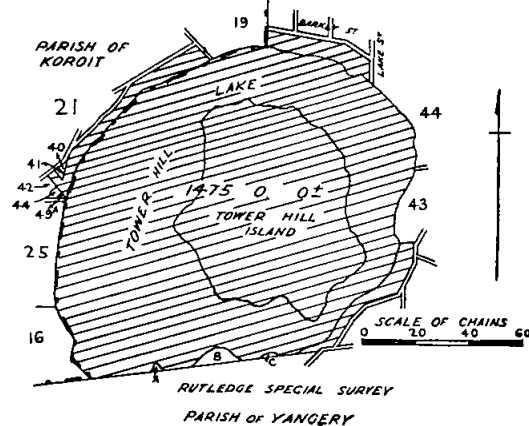 19
BARKLY ST
LAKE ST
PARISH OF
KOROIT
LAKE
21
44
40
41
42
44
45A
TOWER HILL
1475 0 0±
TOWER HILL
ISLAND
43
25
16
SCALE OF CHAINS
0 20 40 60
A
B
C
RUTLEDGE SPECIAL SURVEY
PARISH OF YANGERY